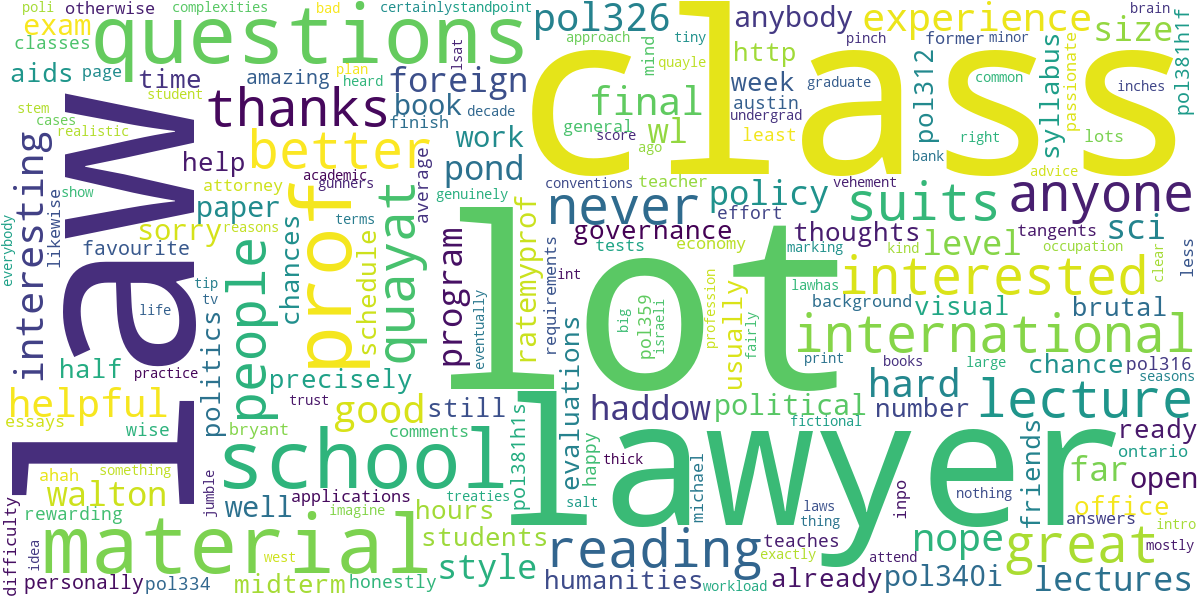 poli
otherwise
complexities
bad
certainlystandpoint
exam
questions
classes
aids
page
time
amazing
plan
heard
lsat
foreign
student
stem
cases
realistic
thanks
book
decade
finish
work
pol326
anybody
experience
brain
size
approach
mind
tiny
quayle
http
pinch
former
minor
week
graduate
common
inches
austin
undergrad
pol312
syllabus
passionate
pol381h1f
class
final
general
wl
score
ago
least
right
lots
bank
advice
law
interesting
likewise
show
everybody
help
better
academic
gunners
attorney
paper
reasons
sorry
favourite
tip
tv
life
politics
people
chances
prof
terms
schedule
quayat
average
pond
genuinely
program
eventually
lot
ratemyprof
requirements
int
conventions
teacher
never
effort
governance
tests
economy
policy
vehement
suits
anyone
thoughts
tangents
sci
marking
kind
level
occupation
clear
less
interested
lawhas
background
visual
brutal
international
big
pol359
israeli
profession
fairly
usually
print
books
large
chance
pol316
seasons
half
practice
precisely
trust
good
still
helpful
essays
wise
bryant
comments
school
pol381h1s
evaluations
happy
haddow
political
fictional
hard
number
lecture
ready
ontario
ahah
something
walton
rewarding
jumble
well
applications
imagine
treaties
hours
thick
salt
lawyer
michael
laws
thing
inpo
nothing
friends
far
open
office
answers
intro
difficulty
idea
material
west
students
style
reading
teaches
exactly
attend
nope
great
mostly
personally
pol334
midterm
honestly
humanities
workload
already
pol340i
lectures